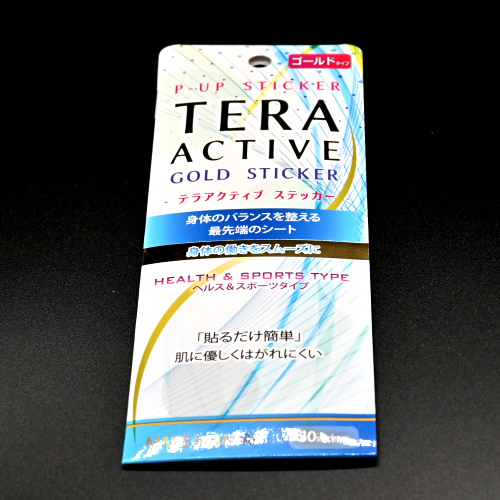 ゴールドタイプ
P-UP STICKER
TERA
ACTIVE
GOLD STICKER
- テラアクティブ ステッカー -
身体のバランスを整える
最先端のシート
身体の働きをスムーズに
HEALTH & SPORTS TYPE
ヘルス&スポーツタイプ
「貼るだけ簡単」
肌に優しくはがれにくい